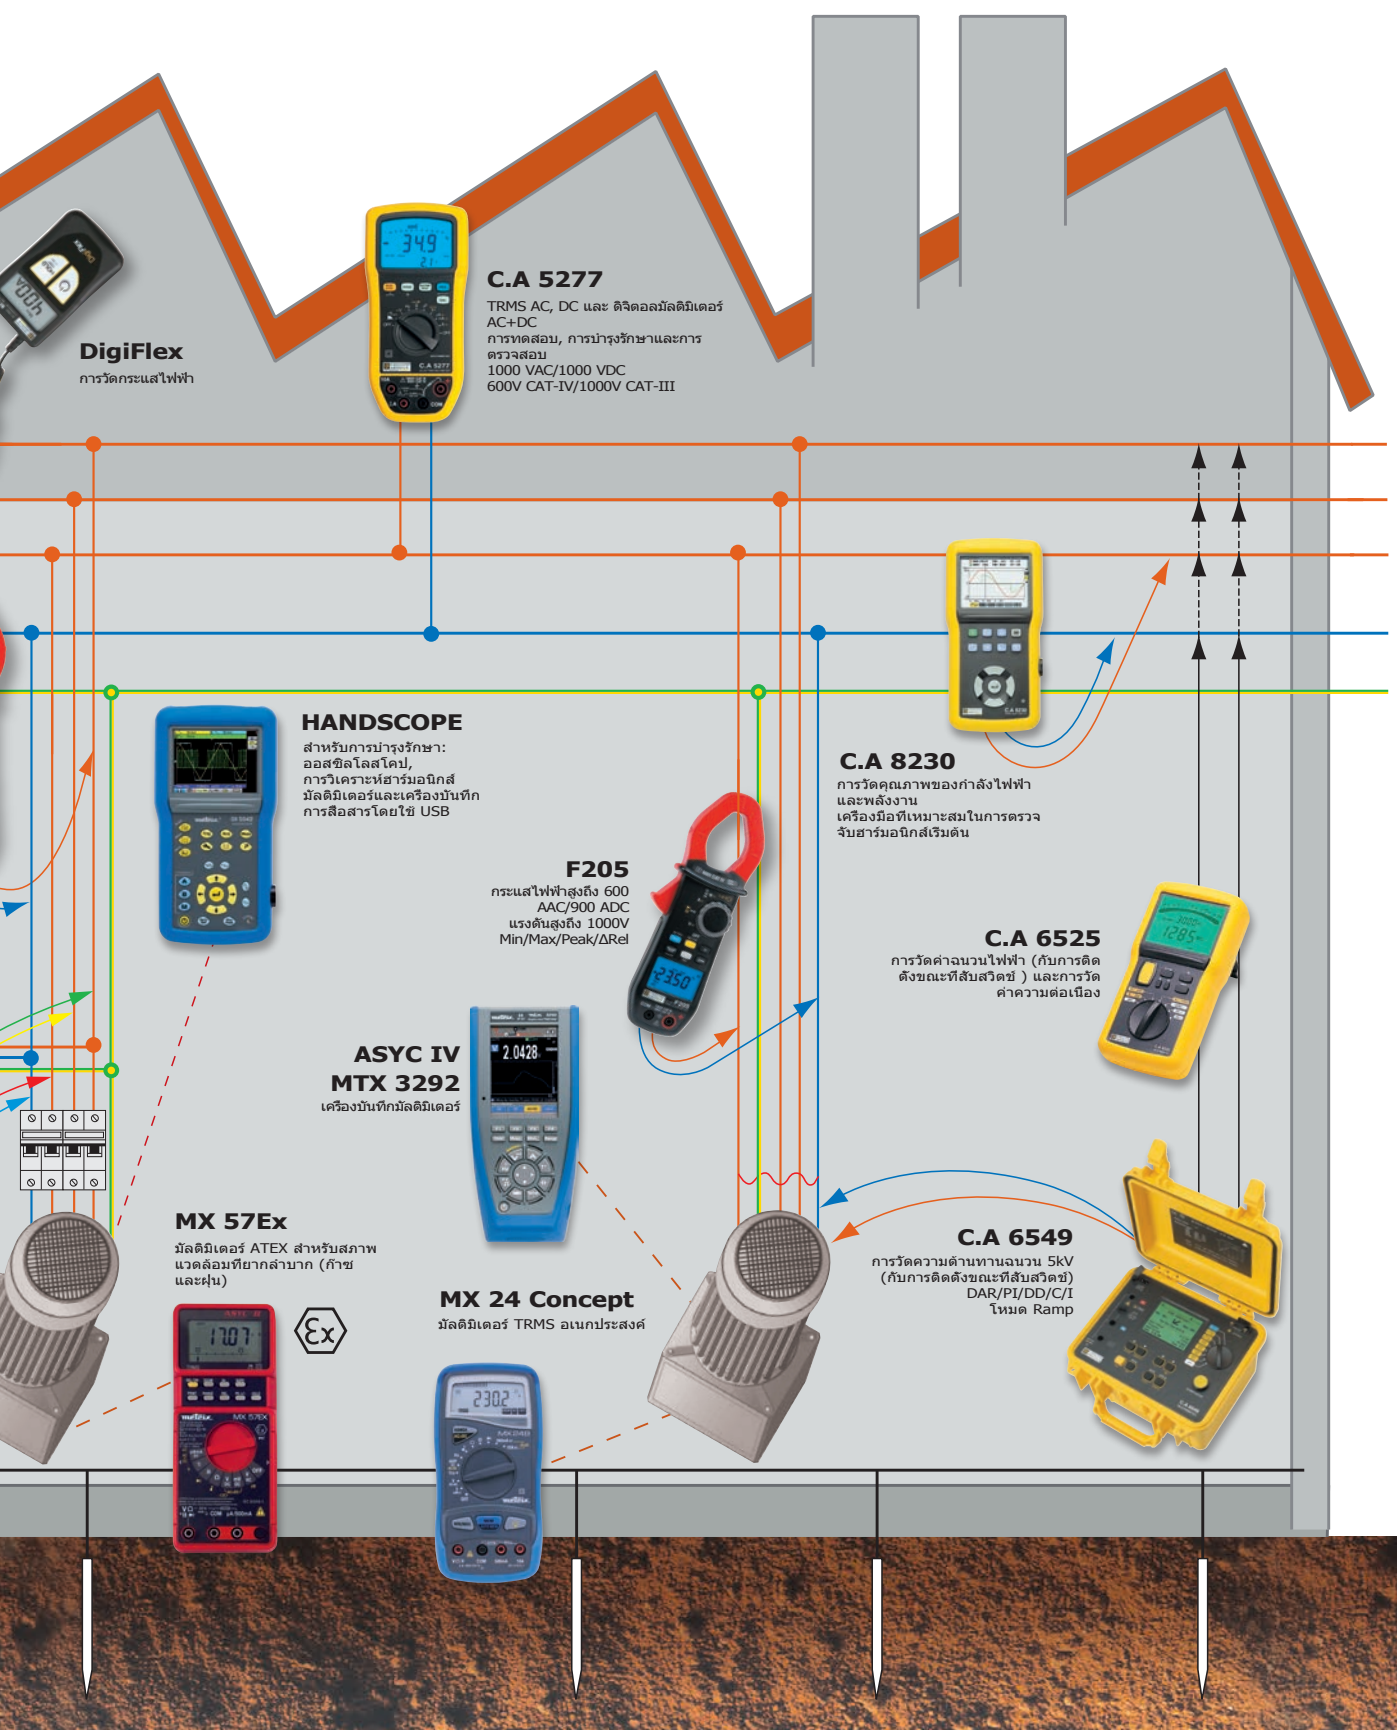 DigiFlex
การวัดกระแสไฟฟ้า
34.9
C.A 5277
C.A 5277
TRMS AC, DC และ ดิจิตอลมัลติมิเตอร์
AC+DC
การทดสอบ, การบำรุงรักษาและการ
ตรวจสอบ
1000 VAC/1000 VDC
600V CAT-IV/1000V CAT-III
HANDSCOPE
สำหรับการบำรุงรักษา:
ออสซิลโลสโคป,
การวิเคราะห์ฮาร์มอนิกส์
มัลติมิเตอร์และเครื่องบันทึก
การสื่อสารโดยใช้ USB
C.A 8230
การวัดคุณภาพของกำลังไฟฟ้า
และพลังงาน
เครื่องมือที่เหมาะสมในการตรวจ
จับฮาร์มอนิกส์เริ่มต้น
F205
กระแสไฟฟ้าสูงถึง 600
AAC/900 ADC
แรงดันสูงถึง 1000V
Min/Max/Peak/ΔRel
C.A 6525
การวัดค่าฉนวนไฟฟ้า (กับการติด
ตั้งขณะที่สับสวิตช์ ) และการวัด
ค่าความต่อเนื่อง
ASYC IV
MTX 3292
เครื่องบันทึกมัลติมิเตอร์
2.0428
MX 57Ex
มัลติมิเตอร์ ATEX สำหรับสภาพ
แวดล้อมที่ยากลำบาก (ก๊าซ
และฝุ่น)
Ex
17.07
MX 57EX
C.A 6549
การวัดความต้านทานฉนวน 5kV
(กับการติดตั้งขณะที่สับสวิตช์)
DAR/PI/DD/C/I
โหมด Ramp
MX 24 Concept
มัลติมิเตอร์ TRMS อเนกประสงค์
230.2